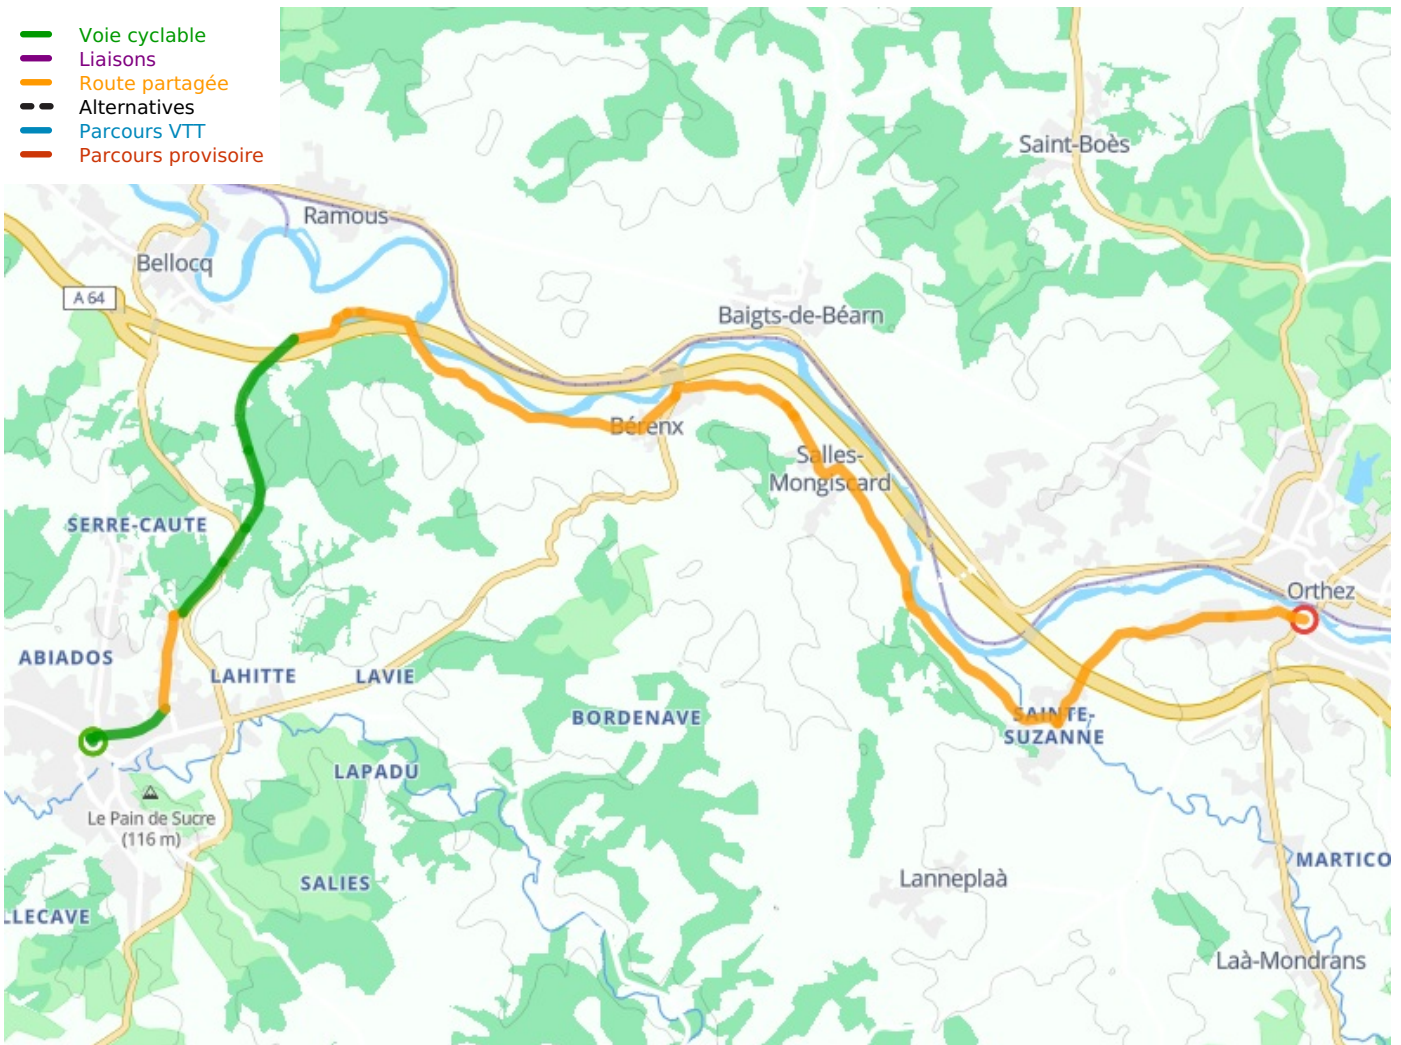 Voie cyclable
Liaisons
Route partagée
Alternatives
Parcours VTT
Parcours provisoire
Saint-Boès
Ramous
Bellocq
A 64
Baigts-de-Béarn
Bérenx
Salles-
Mongiscard
SERRE-CAUTE
Orthez
ABIADOS
LAHITTE
LAVIE
BORDENAVE
SAINTE-
SUZANNE
LAPADU
Le Pain de Sucre
(116 m)
MARTICO
SALIES
Lanneplaà
LLECAVE
Laà-Mondrans